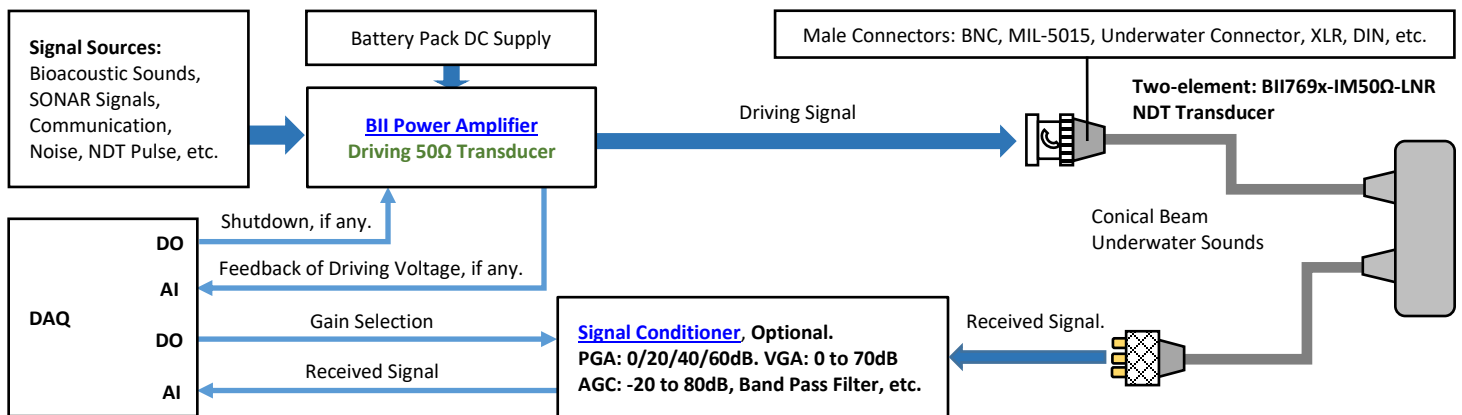 Signal Sources:
Bioacoustic Sounds,
SONAR Signals,
Communication,
Noise, NDT Pulse, etc.
Battery Pack DC Supply
BII Power Amplifier
Driving 50Ω Transducer
Driving Signal
Male Connectors: BNC, MIL-5015, Underwater Connector, XLR, DIN, etc.
Two-element: BII769x-IM50Ω-LNR
NDT Transducer
Conical Beam
Underwater Sounds
Shutdown, if any.
Feedback of Driving Voltage, if any.
Gain Selection
Received Signal
DAQ
DO
AI
DO
AI
Signal Conditioner, Optional.
PGA: 0/20/40/60dB. VGA: 0 to 70dB
AGC: -20 to 80dB, Band Pass Filter, etc.
Received Signal.